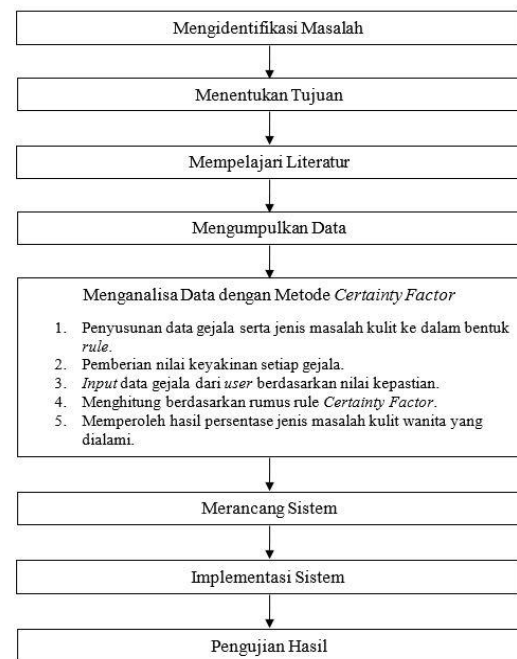 Mengidentifikasi Masalah
Menentukan Tujuan
Mempelajari Literatur
Mengumpulkan Data
Menganalisa Data dengan Metode Certainty Factor
1. Penyusunan data gejala serta jenis masalah kulit ke dalam bentuk
rule.
2. Pemberian nilai keyakinan setiap gejala.
3. Input data gejala dari user berdasarkan nilai kepastian.
4. Menghitung berdasarkan rumus rule Certainty Factor.
5. Memperoleh hasil persentase jenis masalah kulit wanita yang
dialami.
Merancang Sistem
Implementasi Sistem
Pengujian Hasil